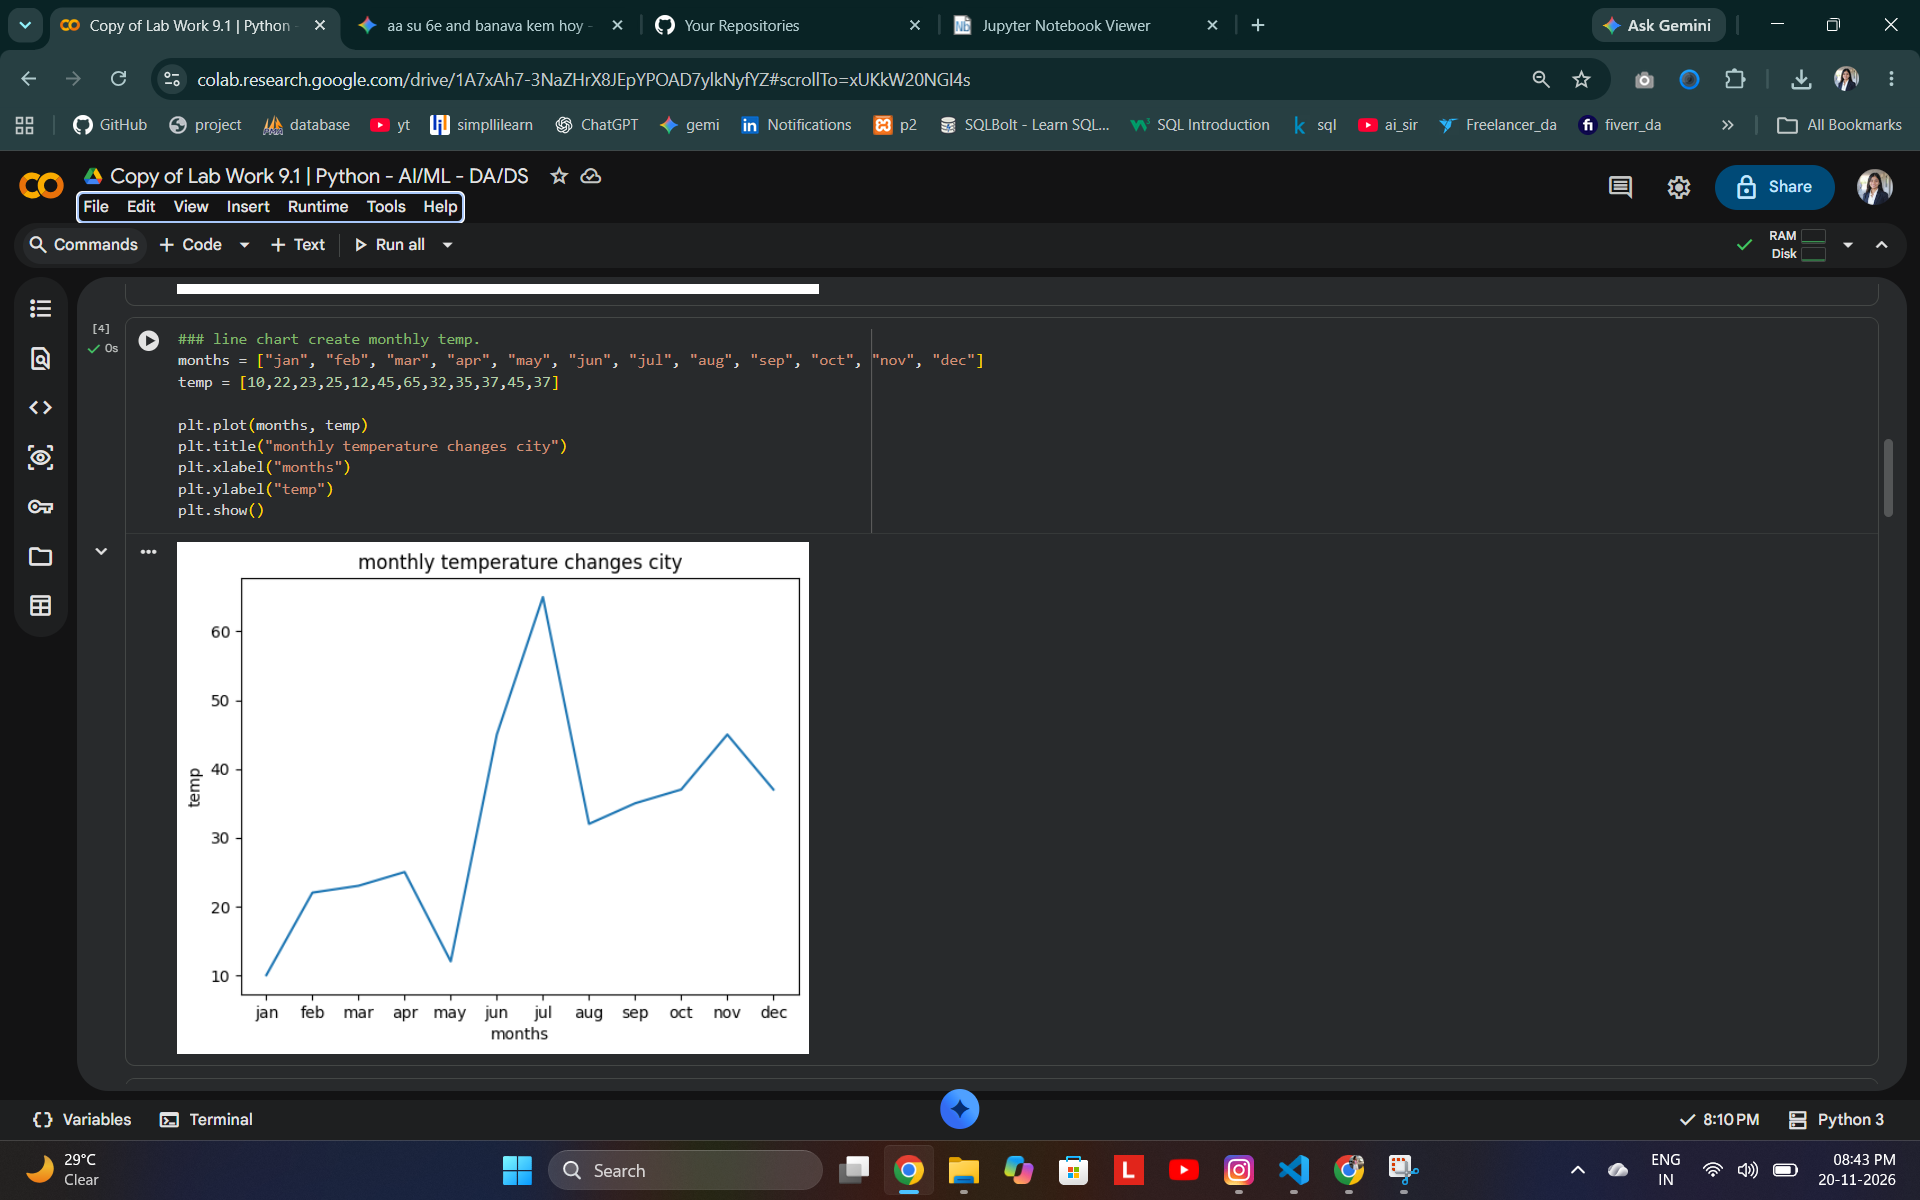 Copy of Lab Work 9.1 | Python -
aa su 6e and banava kem hoy -
Your Repositories
Jupyter Notebook Viewer
Ask Gemini
colab.research.google.com/drive/1A7xAh7-3NaZHrX8JEpYPOAD7ylkNyfYZ#scrollTo=xUKkW20NGI4s
GitHub
project
database
yt
simpllilearn
ChatGPT
gemi
Notifications
p2
SQLBolt - Learn SQL...
SQL Introduction
sql
ai_sir
Freelancer_da
fiverr_da
»
All Bookmarks
Copy of Lab Work 9.1 | Python - AI/ML - DA/DS
File Edit View Insert Runtime Tools Help
Share
Commands + Code + Text Run all
RAM
Disk
[4]
0s
### line chart create monthly temp.
months = ["jan", "feb", "mar", "apr", "may", "jun", "jul", "aug", "sep", "oct", "nov", "dec"]
temp = [10,22,23,25,12,45,65,32,35,37,45,37]
plt.plot(months, temp)
plt.title("monthly temperature changes city")
plt.xlabel("months")
plt.ylabel("temp")
plt.show()
monthly temperature changes city
60
50
40
30
20
10
temp
jan feb mar apr may jun jul aug sep oct nov dec
months
Variables
Terminal
8:10 PM
Python 3
29°C
Clear
Search
ENG
IN
08:43 PM
20-11-2026